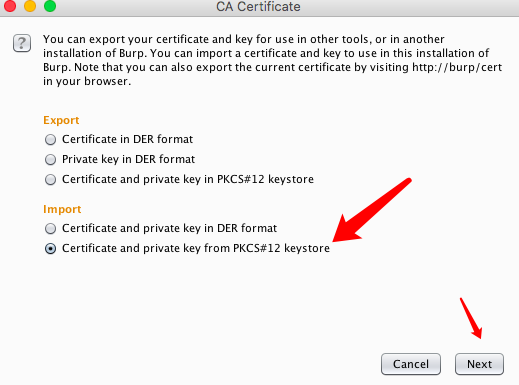 CA Certificate
?
You can export your certificate and key for use in other tools, or in another
installation of Burp. You can import a certificate and key to use in this installation of
Burp. Note that you can also export the current certificate by visiting http://burp/cert
in your browser.
Export
Certificate in DER format
Private key in DER format
Certificate and private key in PKCS#12 keystore
Import
Certificate and private key in DER format
Certificate and private key from PKCS#12 keystore
Cancel
Next